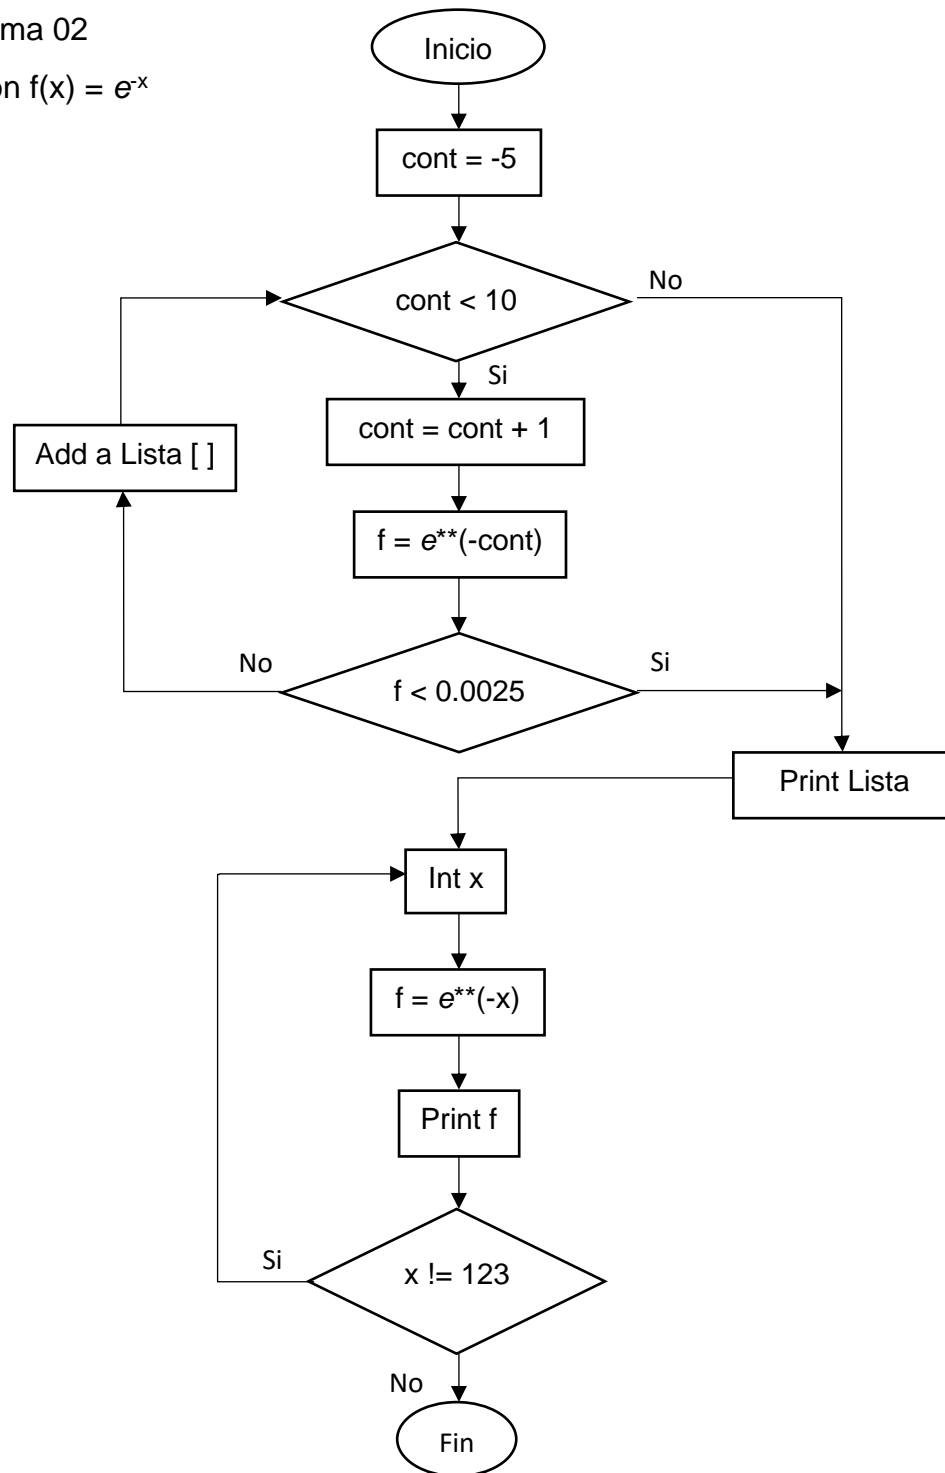 ma 02
on f(x) = e-x
Inicio
cont = -5
cont < 10
No
Si
cont = cont + 1
Add a Lista [ ]
f = e**(-cont)
No
f < 0.0025
Si
Print Lista
Int x
f = e**(-x)
Print f
x != 123
Si
No
Fin